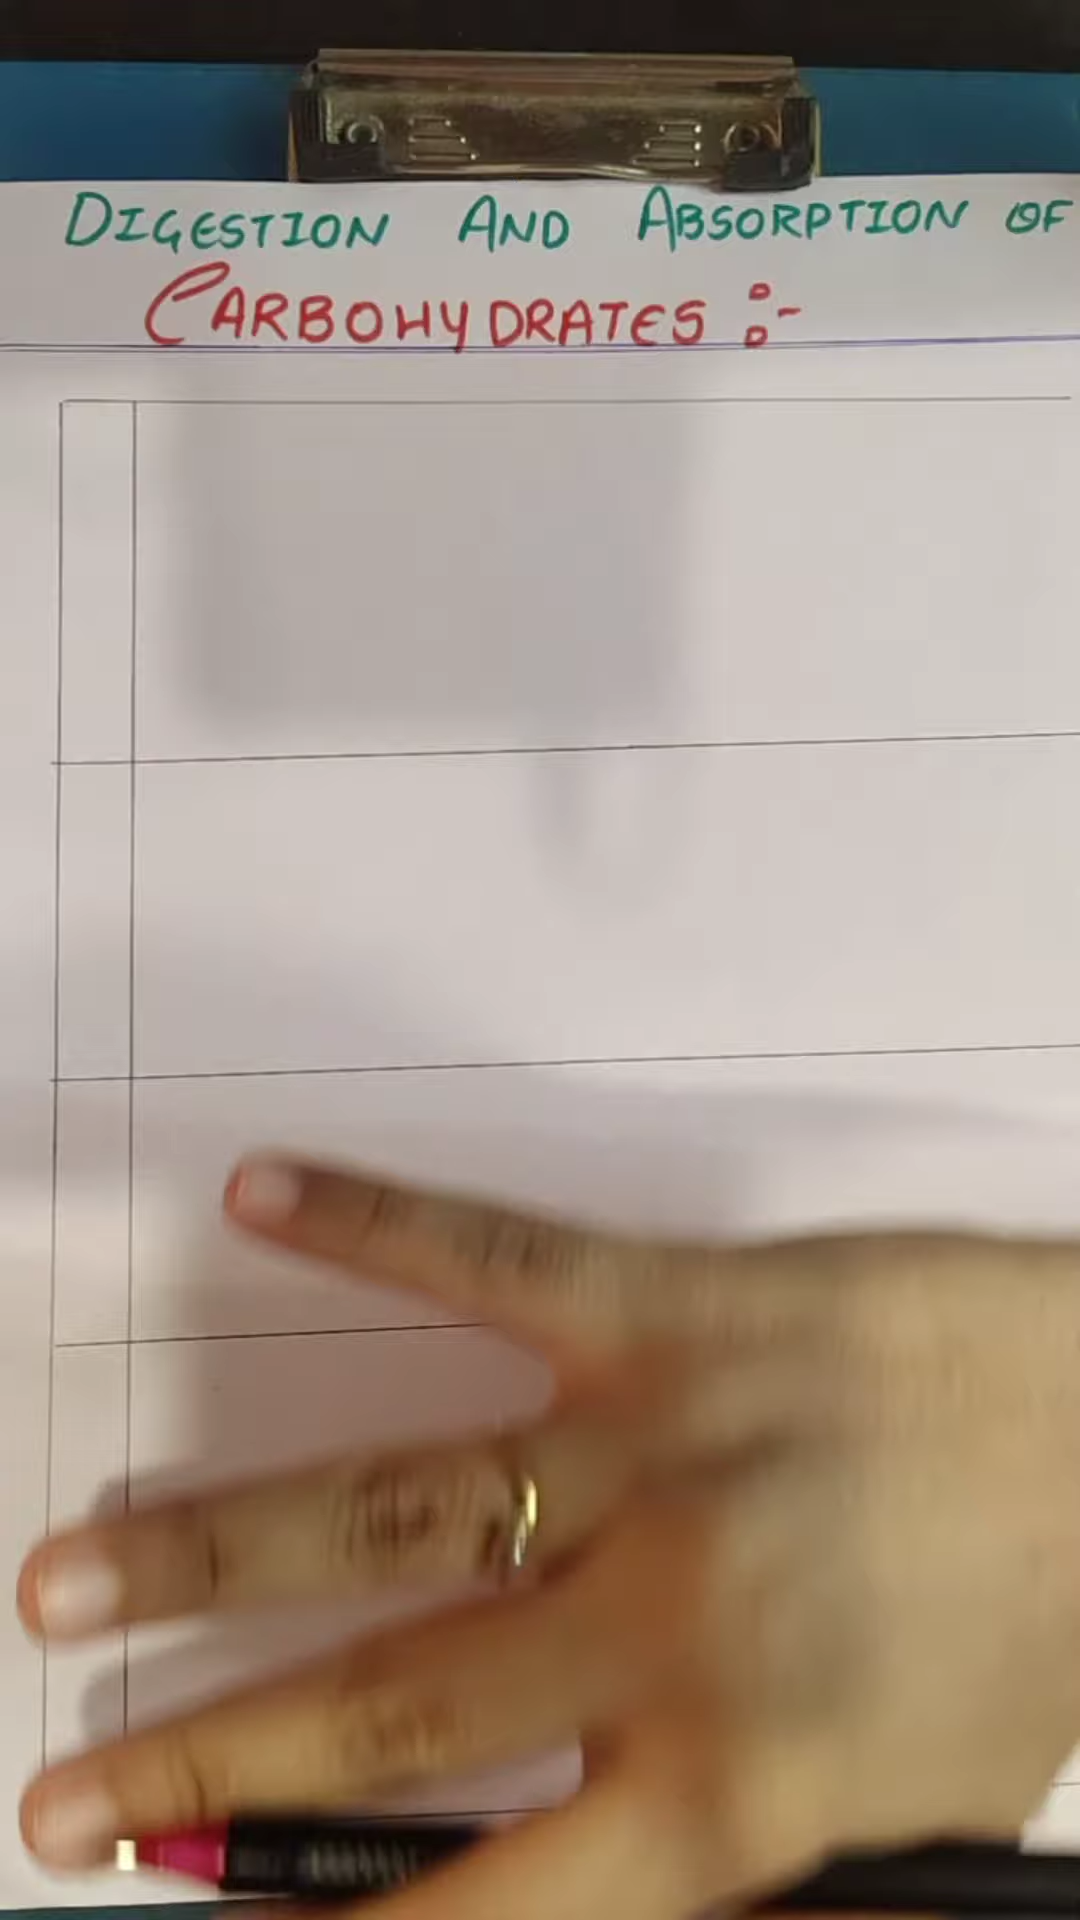 DIGESTION AND ABSORPTION OF
CARBOHYDRATES :-